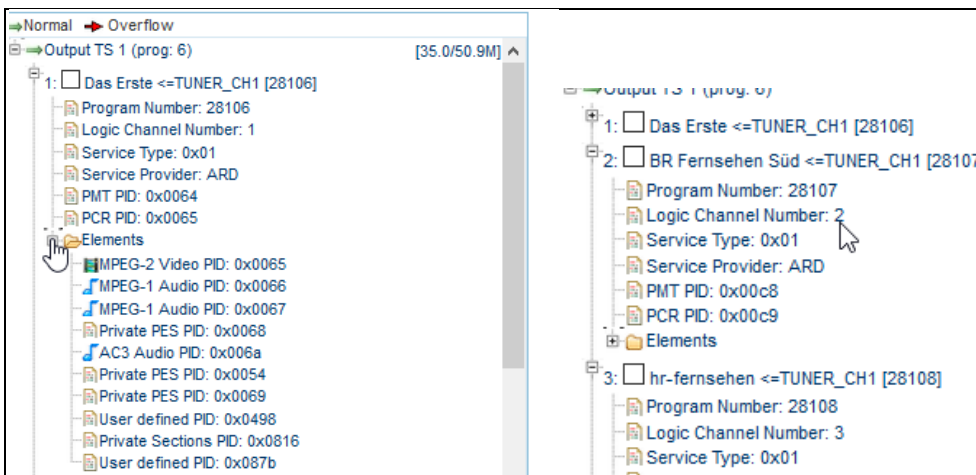 Normal Overflow
Output TS 1 (prog: 6) [35.0/50.9M]
1: Das Erste <=TUNER_CH1 [28106]
Program Number: 28106
Logic Channel Number: 1
Service Type: 0x01
Service Provider: ARD
PMT PID: 0x0064
PCR PID: 0x0065
Elements
MPEG-2 Video PID: 0x0065
MPEG-1 Audio PID: 0x0066
MPEG-1 Audio PID: 0x0067
Private PES PID: 0x0068
AC3 Audio PID: 0x006a
Private PES PID: 0x0054
Private PES PID: 0x0069
User defined PID: 0x0498
Private Sections PID: 0x0816
User defined PID: 0x087b
Output TS 1 (prog: 6)
1: Das Erste <=TUNER_CH1 [28106]
2: BR Fernsehen Süd <=TUNER_CH1 [28107
Program Number: 28107
Logic Channel Number: 2
Service Type: 0x01
Service Provider: ARD
PMT PID: 0x00c8
PCR PID: 0x00c9
Elements
3: hr-fernsehen <=TUNER_CH1 [28108]
Program Number: 28108
Logic Channel Number: 3
Service Type: 0x01